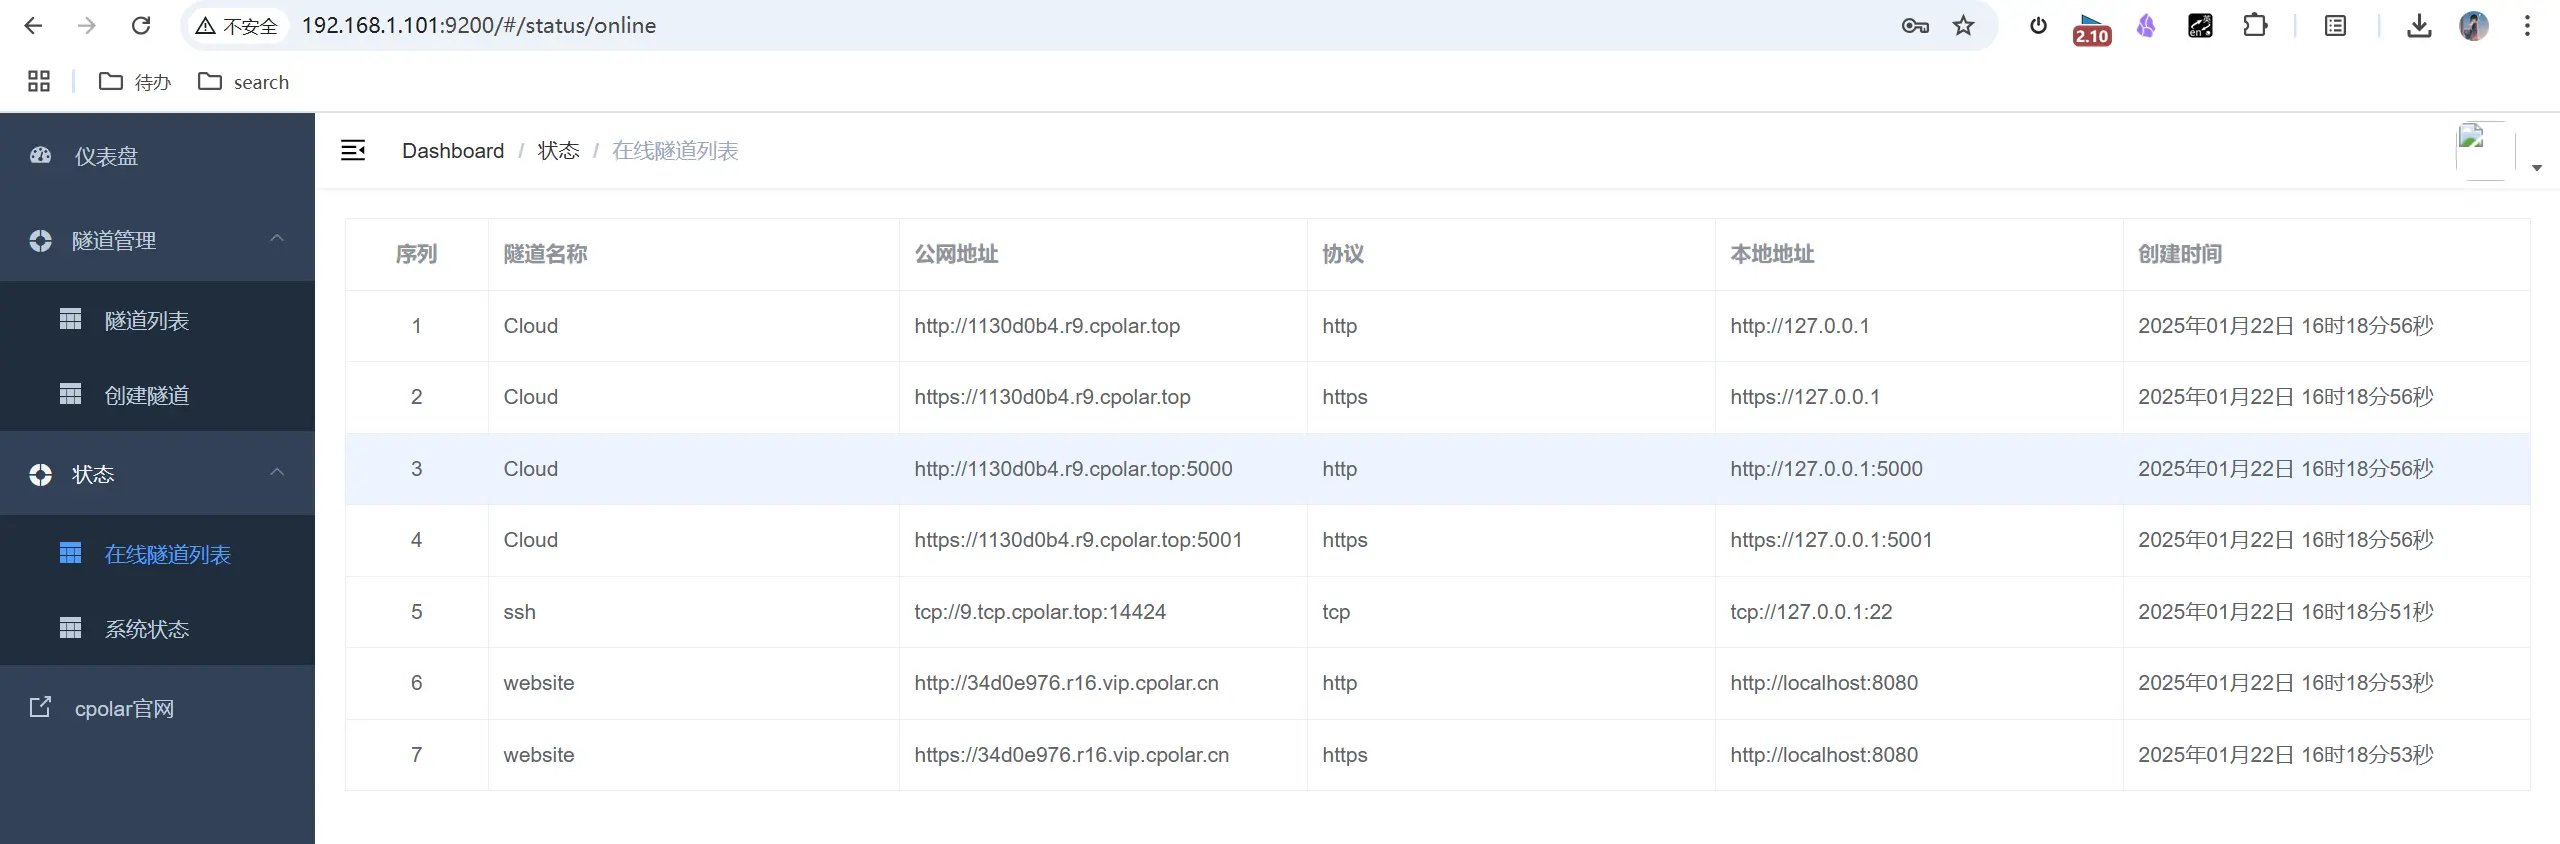 不安全 192.168.1.101:9200/#/status/online
2.10
英
en
待办 search
仪表盘
隧道管理
隧道列表
创建隧道
状态
在线隧道列表
系统状态
cpolar官网
Dashboard / 状态 / 在线隧道列表
序列 隧道名称 公网地址 协议 本地地址 创建时间
1 Cloud http://1130d0b4.r9.cpolar.top http http://127.0.0.1 2025年01月22日 16时18分56秒
2 Cloud https://1130d0b4.r9.cpolar.top https https://127.0.0.1 2025年01月22日 16时18分56秒
3 Cloud http://1130d0b4.r9.cpolar.top:5000 http http://127.0.0.1:5000 2025年01月22日 16时18分56秒
4 Cloud https://1130d0b4.r9.cpolar.top:5001 https https://127.0.0.1:5001 2025年01月22日 16时18分56秒
5 ssh tcp://9.tcp.cpolar.top:14424 tcp tcp://127.0.0.1:22 2025年01月22日 16时18分51秒
6 website http://34d0e976.r16.vip.cpolar.cn http http://localhost:8080 2025年01月22日 16时18分53秒
7 website https://34d0e976.r16.vip.cpolar.cn https http://localhost:8080 2025年01月22日 16时18分53秒